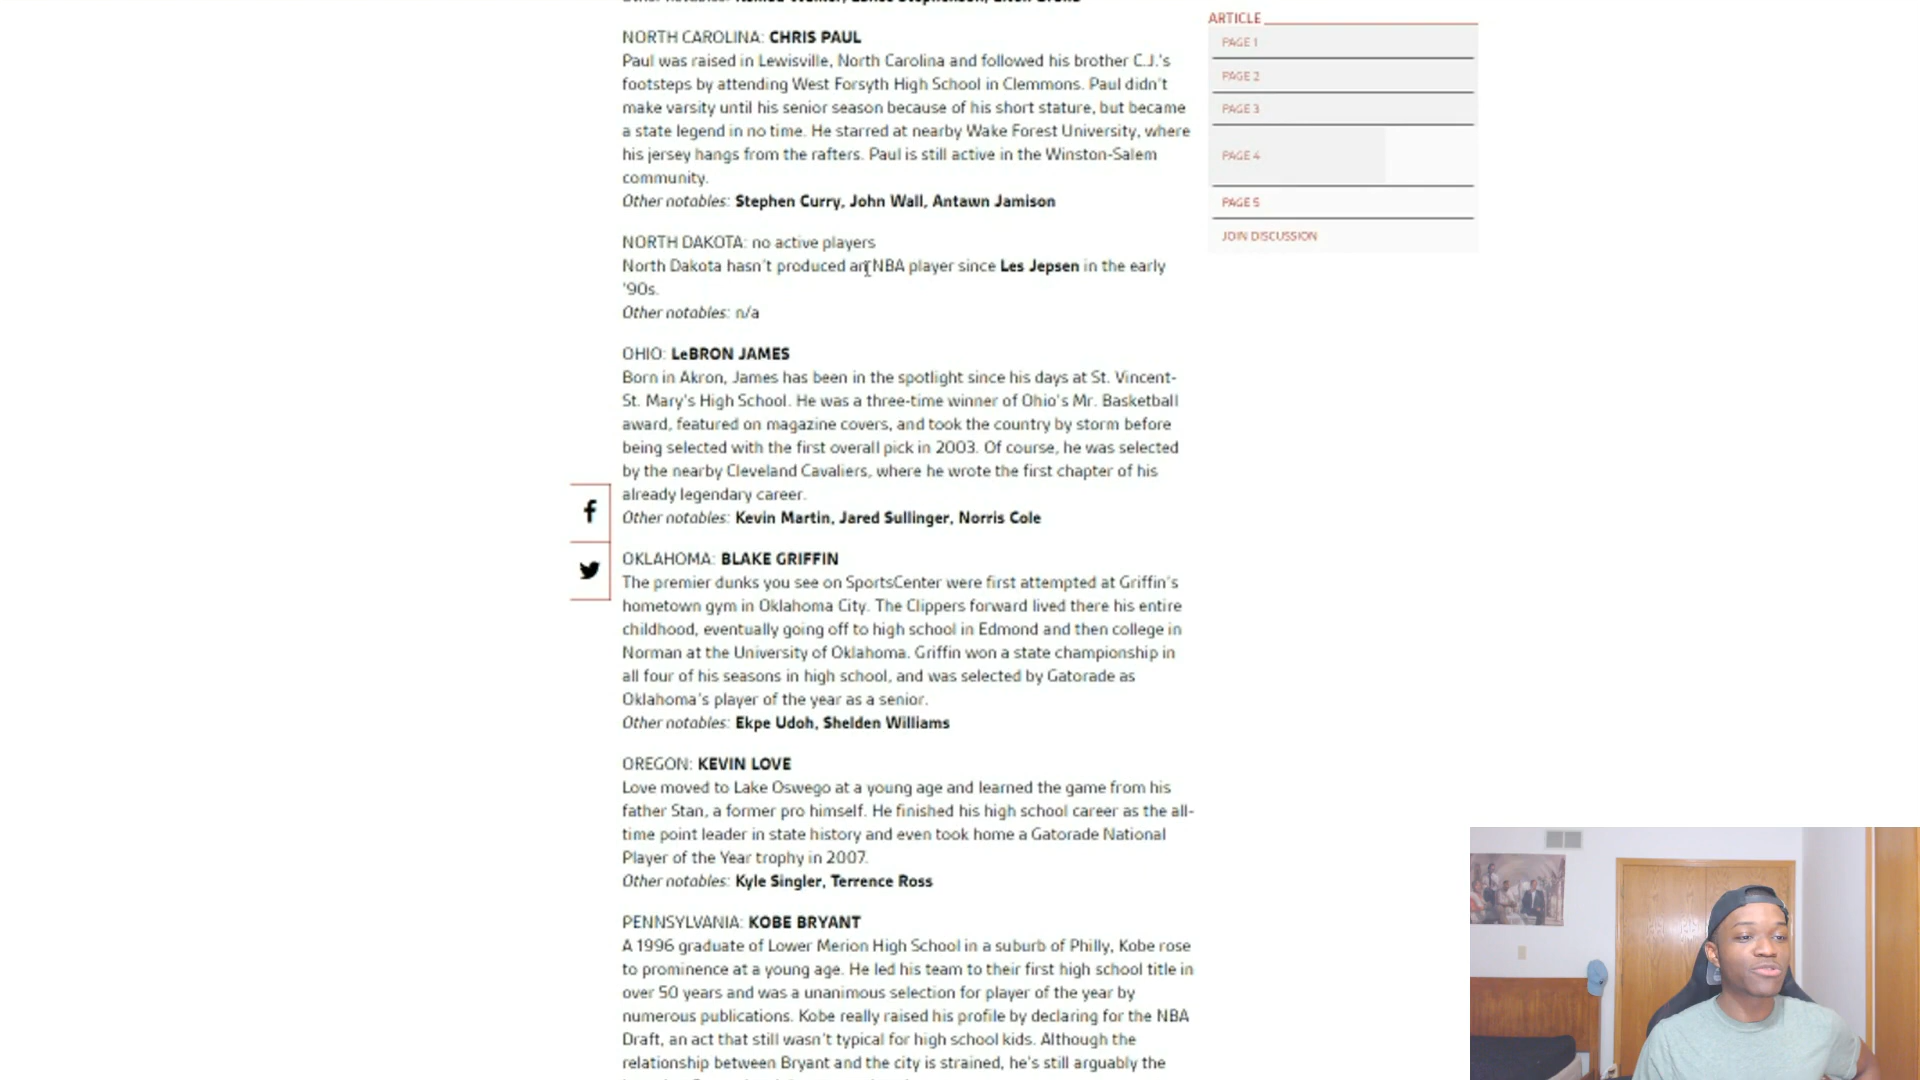 NORTH CAROLINA: CHRIS PAUL
Paul was raised in Lewisville, North Carolina and followed his brother C.J.'s
footsteps by attending West Forsyth High School in Clemmons. Paul didn't
make varsity until his senior season because of his short stature, but became
a state legend in no time. He starred at nearby Wake Forest University, where
his jersey hangs from the rafters. Paul is still active in the Winston-Salem
community.
Other notables: Stephen Curry, John Wall, Antawn Jamison
NORTH DAKOTA: no active players
North Dakota hasn't produced an NBA player since Les Jepsen in the early
'90s.
Other notables: n/a
OHIO: LeBRON JAMES
Born in Akron, James has been in the spotlight since his days at St. Vincent-
St. Mary's High School. He was a three-time winner of Ohio's Mr. Basketball
award, featured on magazine covers, and took the country by storm before
being selected with the first overall pick in 2003. Of course, he was selected
by the nearby Cleveland Cavaliers, where he wrote the first chapter of his
already legendary career.
Other notables: Kevin Martin, Jared Sullinger, Norris Cole
OKLAHOMA: BLAKE GRIFFIN
The premier dunks you see on SportsCenter were first attempted at Griffin's
hometown gym in Oklahoma City. The Clippers forward lived there his entire
childhood, eventually going off to high school in Edmond and then college in
Norman at the University of Oklahoma. Griffin won a state championship in
all four of his seasons in high school, and was selected by Gatorade as
Oklahoma's player of the year as a senior.
Other notables: Ekpe Udoh, Shelden Williams
OREGON: KEVIN LOVE
Love moved to Lake Oswego at a young age and learned the game from his
father Stan, a former pro himself. He finished his high school career as the all-
time point leader in state history and even took home a Gatorade National
Player of the Year trophy in 2007.
Other notables: Kyle Singler, Terrence Ross
PENNSYLVANIA: KOBE BRYANT
A 1996 graduate of Lower Merion High School in a suburb of Philly, Kobe rose
to prominence at a young age. He led his team to their first high school title in
over 50 years and was a unanimous selection for player of the year by
numerous publications. Kobe really raised his profile by declaring for the NBA
Draft, an act that still wasn't typical for high school kids. Although the
relationship between Bryant and the city is strained, he's still arguably the
ARTICLE
PAGE 1
PAGE 2
PAGE 3
PAGE 4
PAGE 5
JOIN DISCUSSION